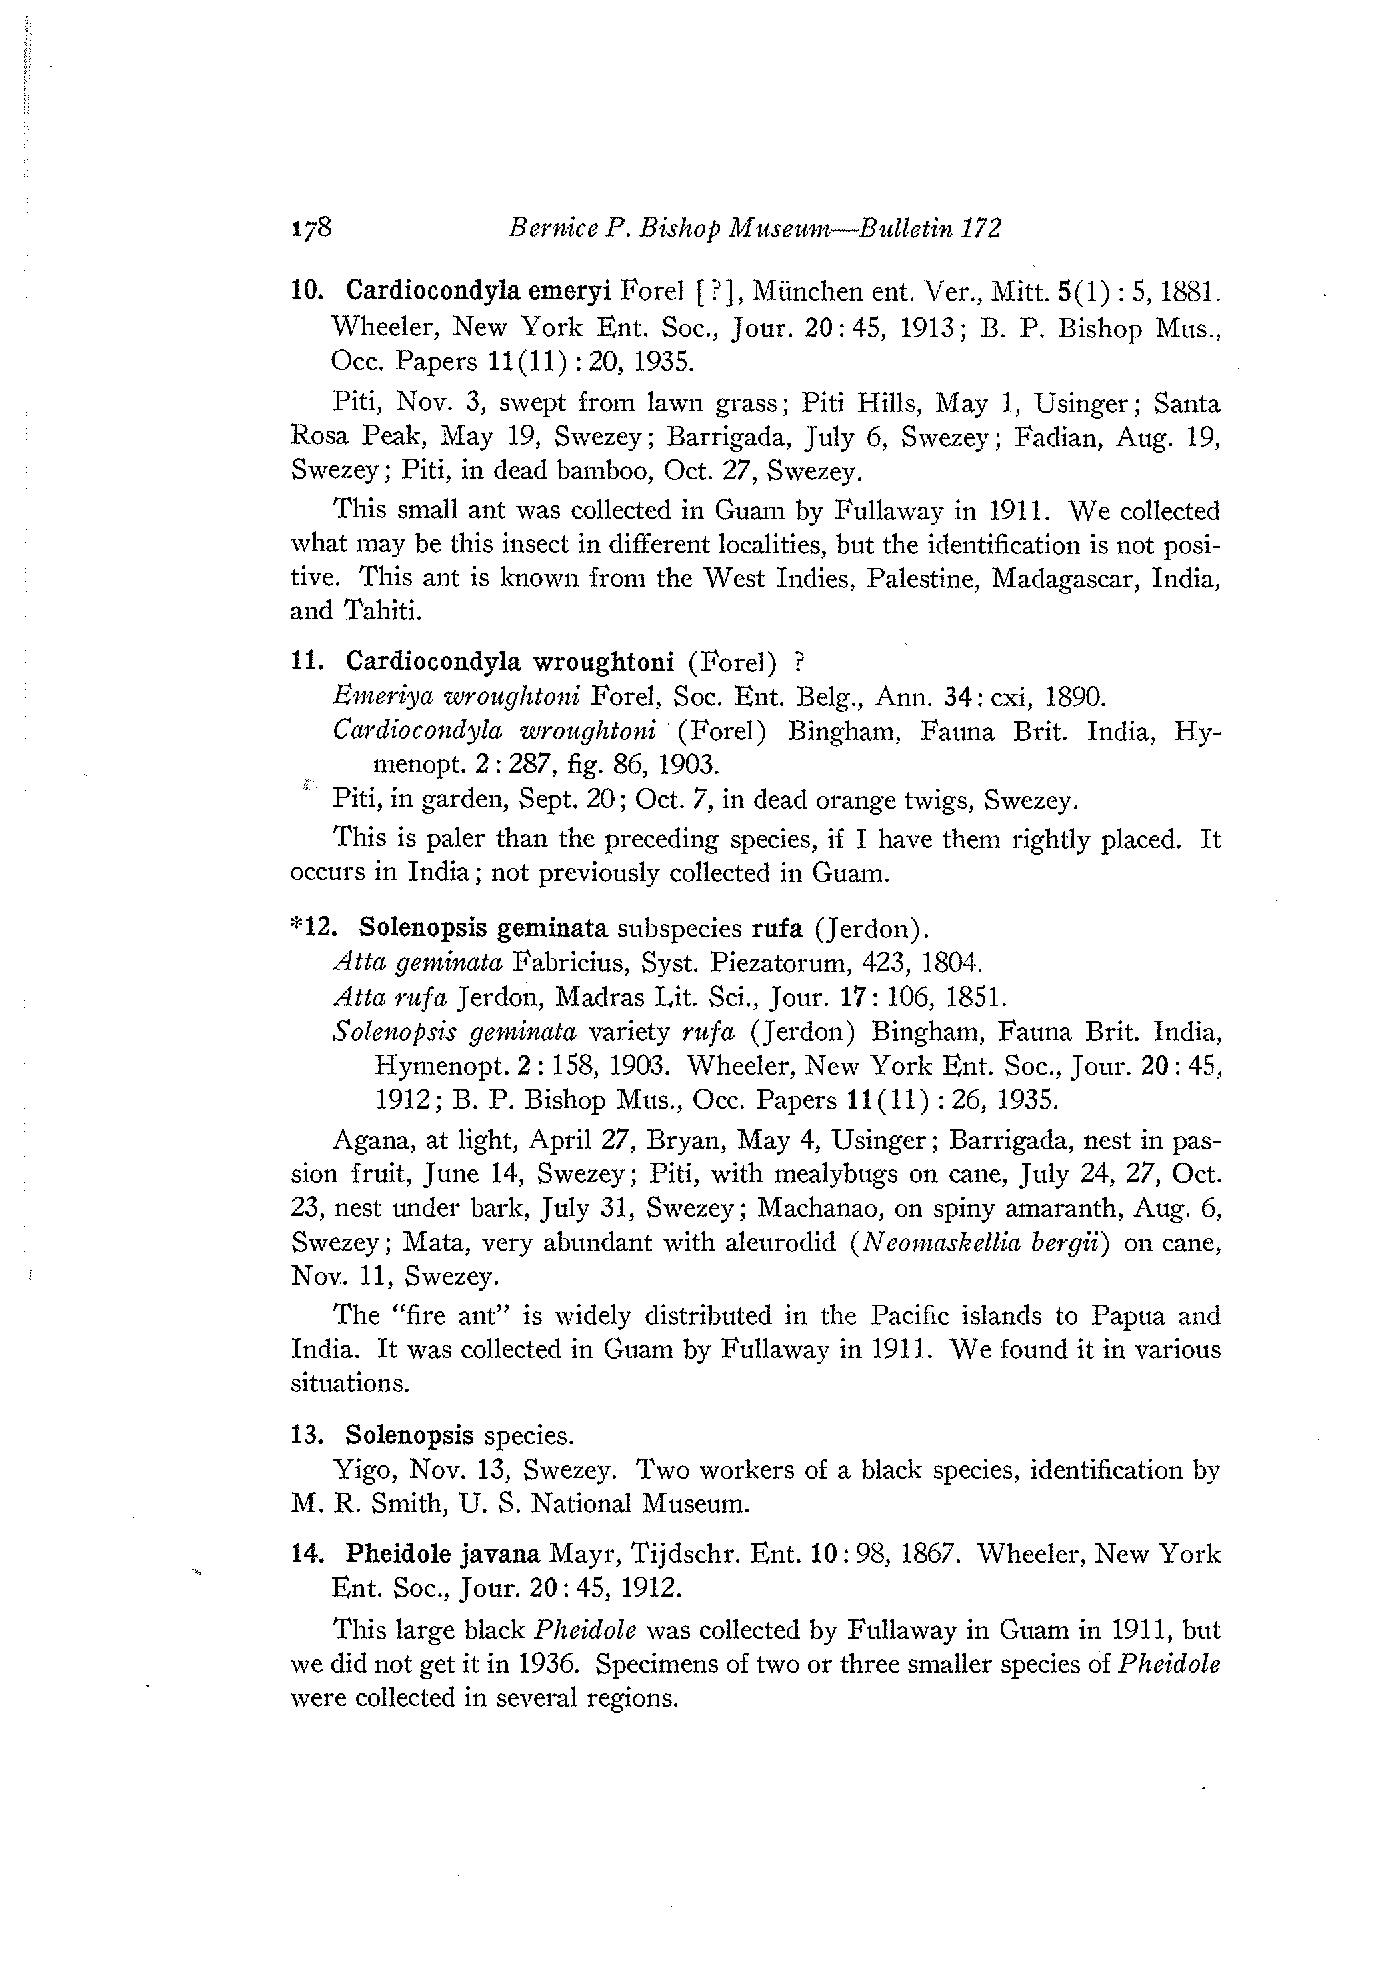 178 Bernice P. Bishop Museum—Bulletin 172
10. Cardiocondyla emeryi Forel [?], München ent. Ver., Mitt. 5(1) : 5, 1881.
Wheeler, New York Ent. Soc., Jour. 20 : 45, 1913; B. P. Bishop Mus.,
Occ. Papers 11(11) : 20, 1935.
Piti, Nov. 3, swept from lawn grass; Piti Hills, May 1, Usinger; Santa
Rosa Peak, May 19, Swezey; Barrigada, July 6, Swezey; Fadian, Aug. 19,
Swezey; Piti, in dead bamboo, Oct. 27, Swezey.
This small ant was collected in Guam by Fullaway in 1911. We collected
what may be this insect in different localities, but the identification is not posi-
tive. This ant is known from the West Indies, Palestine, Madagascar, India,
and Tahiti.
11. Cardiocondyla wroughtoni (Forel) ?
Emeriya wroughtoni Forel, Soc. Ent. Belg., Ann. 34 : cxi, 1890.
Cardiocondyla wroughtoni (Forel) Bingham, Fauna Brit. India, Hy-
menopt. 2 : 287, fig. 86, 1903.
Piti, in garden, Sept. 20; Oct. 7, in dead orange twigs, Swezey.
This is paler than the preceding species, if I have them rightly placed. It
occurs in India; not previously collected in Guam.
*12. Solenopsis geminata subspecies rufa (Jerdon).
Atta geminata Fabricius, Syst. Piezatorum, 423, 1804.
Atta rufa Jerdon, Madras Lit. Sci., Jour. 17 : 106, 1851.
Solenopsis geminata variety rufa (Jerdon) Bingham, Fauna Brit. India,
Hymenopt. 2 : 158, 1903. Wheeler, New York Ent. Soc., Jour. 20 : 45,
1912; B. P. Bishop Mus., Occ. Papers 11(11) : 26, 1935.
Agana, at light, April 27, Bryan, May 4, Usinger; Barrigada, nest in pas-
sion fruit, June 14, Swezey; Piti, with mealybugs on cane, July 24, 27, Oct.
23, nest under bark, July 31, Swezey; Machanao, on spiny amaranth, Aug. 6,
Swezey; Mata, very abundant with aleurodid (Neomaskellia bergii) on cane,
Nov. 11, Swezey.
The “fire ant” is widely distributed in the Pacific islands to Papua and
India. It was collected in Guam by Fullaway in 1911. We found it in various
situations.
13. Solenopsis species.
Yigo, Nov. 13, Swezey. Two workers of a black species, identification by
M. R. Smith, U. S. National Museum.
14. Pheidole javana Mayr, Tijdschr. Ent. 10 : 98, 1867. Wheeler, New York
Ent. Soc., Jour. 20 : 45, 1912.
This large black Pheidole was collected by Fullaway in Guam in 1911, but
we did not get it in 1936. Specimens of two or three smaller species of Pheidole
were collected in several regions.